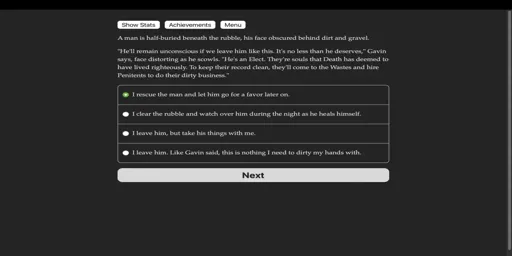 Show Stats Achievements Menu
A man is half-buried beneath the rubble, his face obscured behind dirt and gravel.
"He'll remain unconscious if we leave him like this. It's no less than he deserves," Gavin
says, face distorting as he scowls. "He's an Elect. They're souls that Death has deemed to
have lived righteously. To keep their record clean, they'll come to the Wastes and hire
Penitents to do their dirty business."
I rescue the man and let him go for a favor later on.
I clear the rubble and watch over him during the night as he heals himself.
I leave him, but take his things with me.
I leave him. Like Gavin said, this is nothing I need to dirty my hands with.
Next